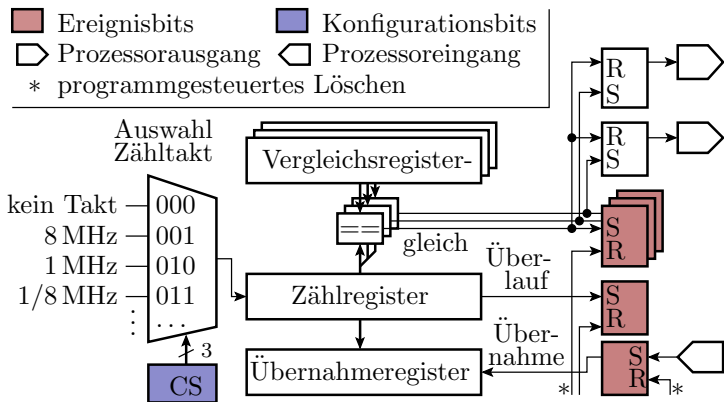 Ereignisbits Konfigurationsbits
Prozessorausgang Prozessoreingang
* programmgesteuertes Löschen
R
S
Auswahl
Zähltakt
Vergleichsregister-
R
S
kein Takt 000
8 MHz 001
1 MHz 010
1/8 MHz 011
⋮ ⋮ ...
==
gleich
S
R
Über-
lauf
Zählregister
S
R
Über-
nahme
3
CS
Übernahmeregister
S
R
* *